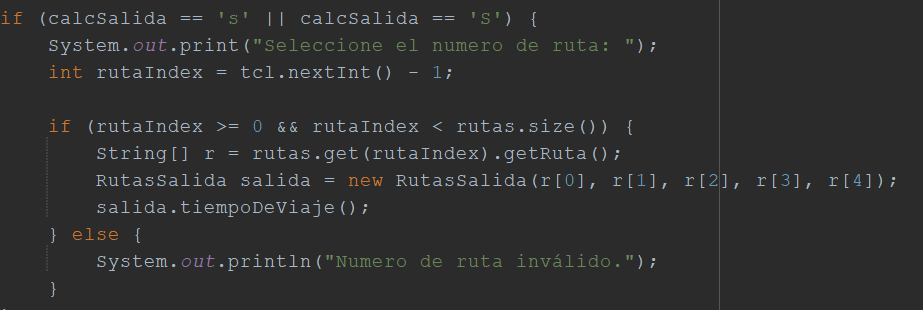 if (calcSalida == 's' || calcSalida == 'S') {
    System.out.print("Seleccione el numero de ruta: ");
    int rutaIndex = tcl.nextInt() - 1;

    if (rutaIndex >= 0 && rutaIndex < rutas.size()) {
        String[] r = rutas.get(rutaIndex).getRuta();
        RutasSalida salida = new RutasSalida(r[0], r[1], r[2], r[3], r[4]);
        salida.tiempoDeViaje();
    } else {
        System.out.println("Numero de ruta inválido.");
    }